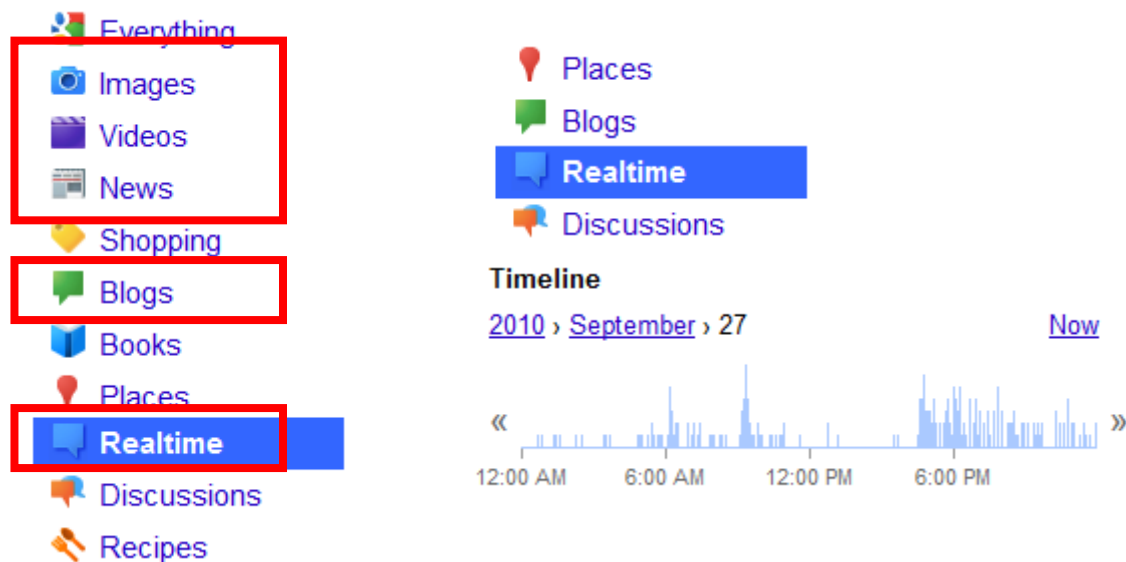 Everything
Images
Videos
News
Shopping
Blogs
Books
Places
Realtime
Discussions
Recipes
Places
Blogs
Realtime
Discussions
Timeline
2010 › September › 27 Now
« »
12:00 AM 6:00 AM 12:00 PM 6:00 PM